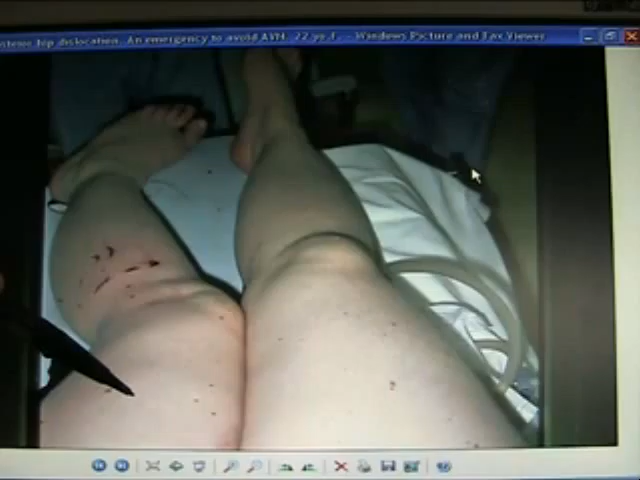 hip dislocation. An emergency to avoid AVN. 22 yo F. - Windows Picture and Fax Viewer